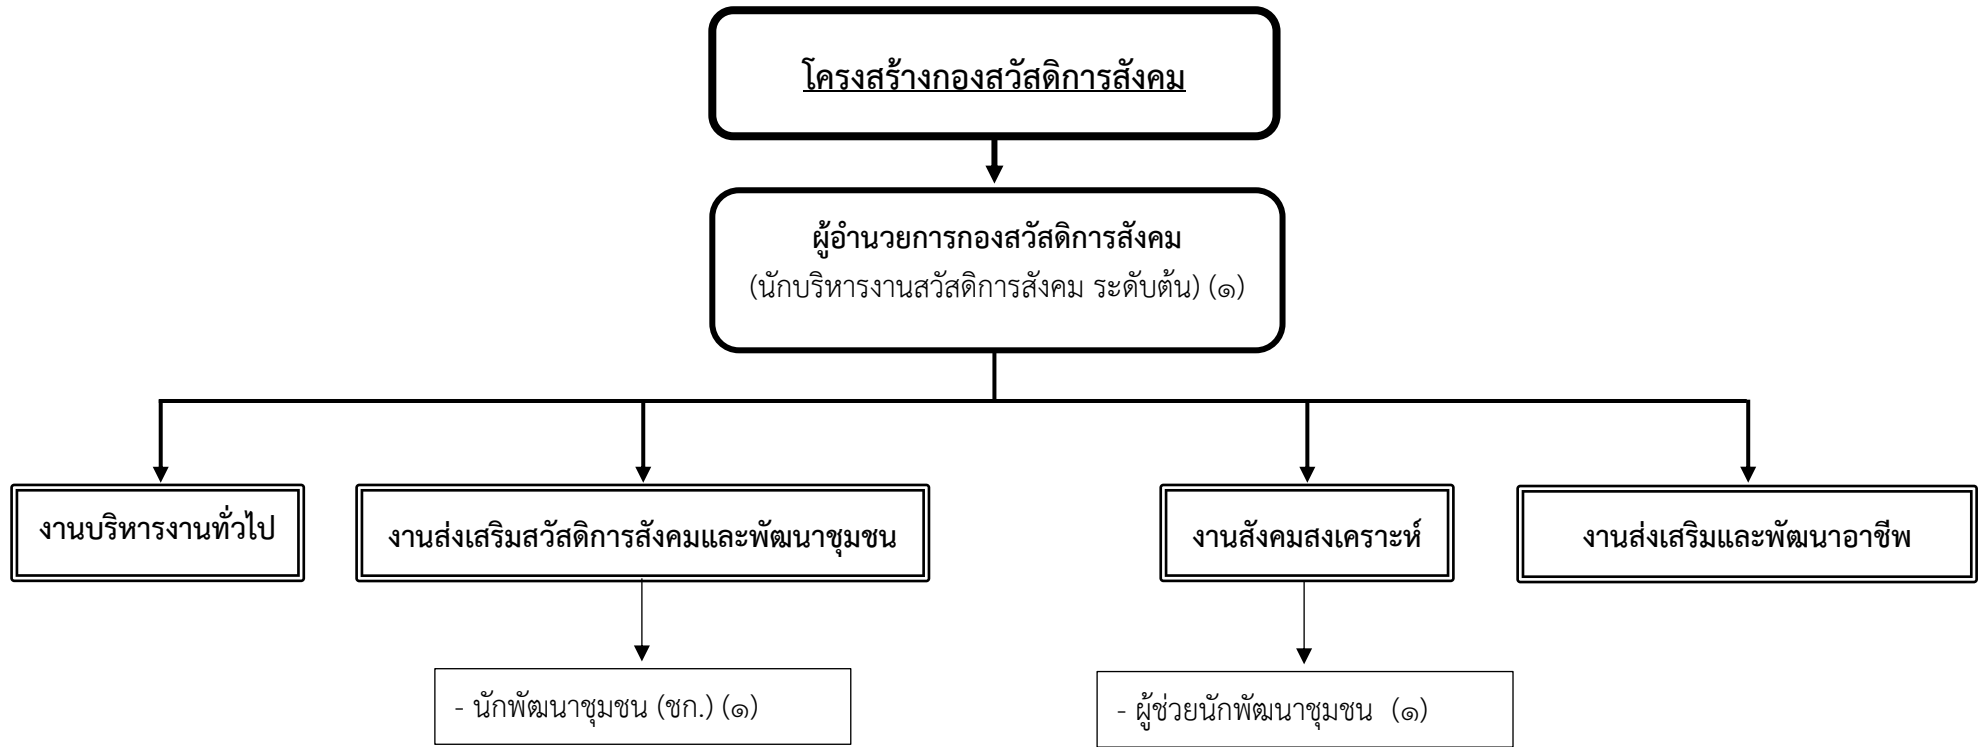 โครงสร้างกองสวัสดิการสังคม
ผู้อำนวยการกองสวัสดิการสังคม
(นักบริหารงานสวัสดิการสังคม ระดับต้น) (๑)
งานบริหารงานทั่วไป
งานส่งเสริมสวัสดิการสังคมและพัฒนาชุมชน
งานสังคมสงเคราะห์
งานส่งเสริมและพัฒนาอาชีพ
- นักพัฒนาชุมชน (ชก.) (๑)
- ผู้ช่วยนักพัฒนาชุมชน (๑)